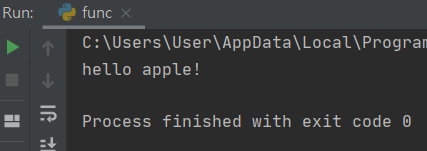 Run: func
C:\Users\User\AppData\Local\Program
hello apple!
Process finished with exit code 0